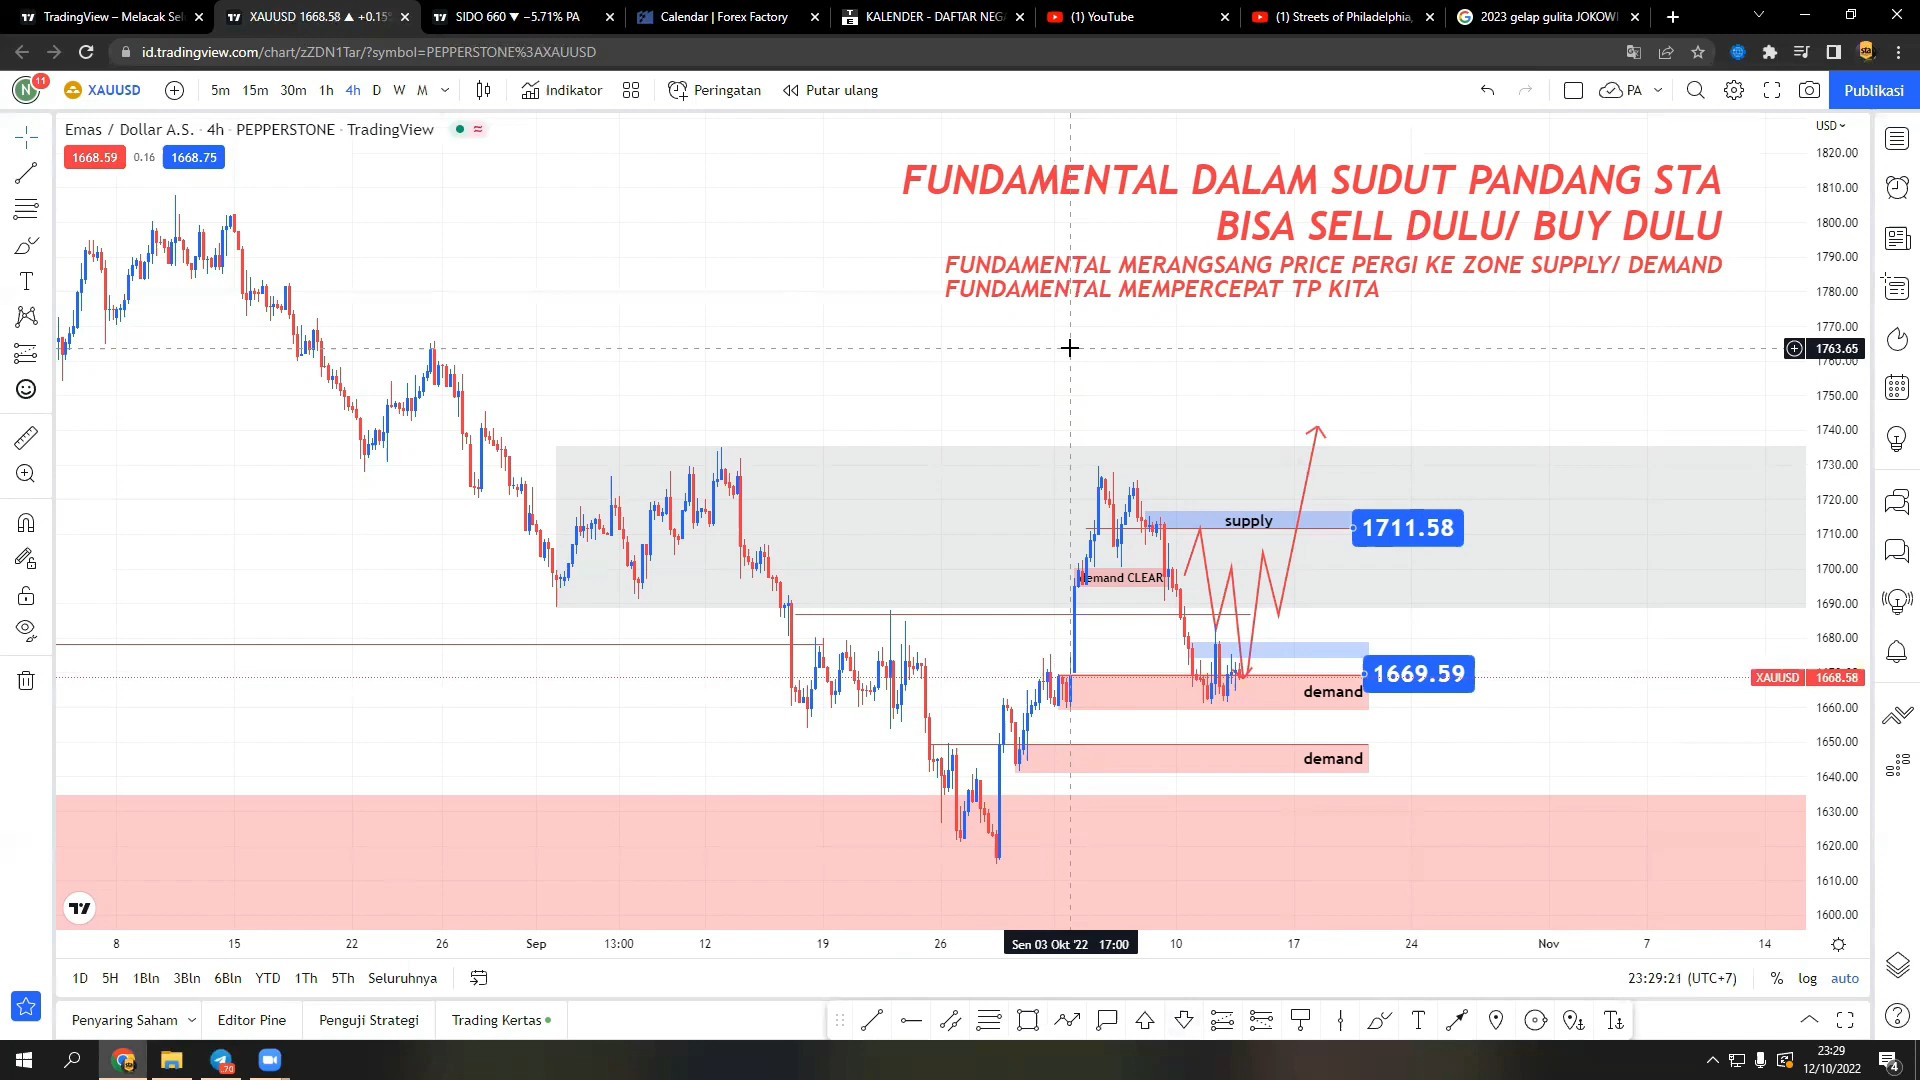 TradingView – Melacak Sel
XAUUSD 1668.58 ▲ +0.15
SIDO 660 ▼ −5.71% PA
Calendar | Forex Factory
KALENDER - DAFTAR NEG
(1) YouTube
(1) Streets of Philadelphia,
2023 gelap gulita JOKOWI
id.tradingview.com/chart/zZDN1Tar/?symbol=PEPPERSTONE%3AXAUUSD
N 11 XAUUSD 5m 15m 30m 1h 4h D W M Indikator Peringatan Putar ulang PA Publikasi
Emas / Dollar A.S. · 4h · PEPPERSTONE · TradingView
USD
1668.59 0.16 1668.75
FUNDAMENTAL DALAM SUDUT PANDANG STA
BISA SELL DULU/ BUY DULU
FUNDAMENTAL MERANGSANG PRICE PERGI KE ZONE SUPPLY/ DEMAND
FUNDAMENTAL MEMPERCEPAT TP KITA
1820.00
1810.00
1800.00
1790.00
1780.00
1770.00
1763.65
1760.00
1750.00
1740.00
1730.00
1720.00
1710.00
1700.00
1690.00
1680.00
XAUUSD 1668.58
1660.00
1650.00
1640.00
1630.00
1620.00
1610.00
1600.00
supply
1711.58
demand CLEAR
1669.59
demand
demand
8 15 22 26 Sep 13:00 12 19 26 Sen 03 Okt '22 17:00 10 17 24 Nov 7 14
1D 5H 1Bln 3Bln 6Bln YTD 1Th 5Th Seluruhnya 23:29:21 (UTC+7) % log auto
Penyaring Saham Editor Pine Penguji Strategi Trading Kertas
70
23:29
12/10/2022
4